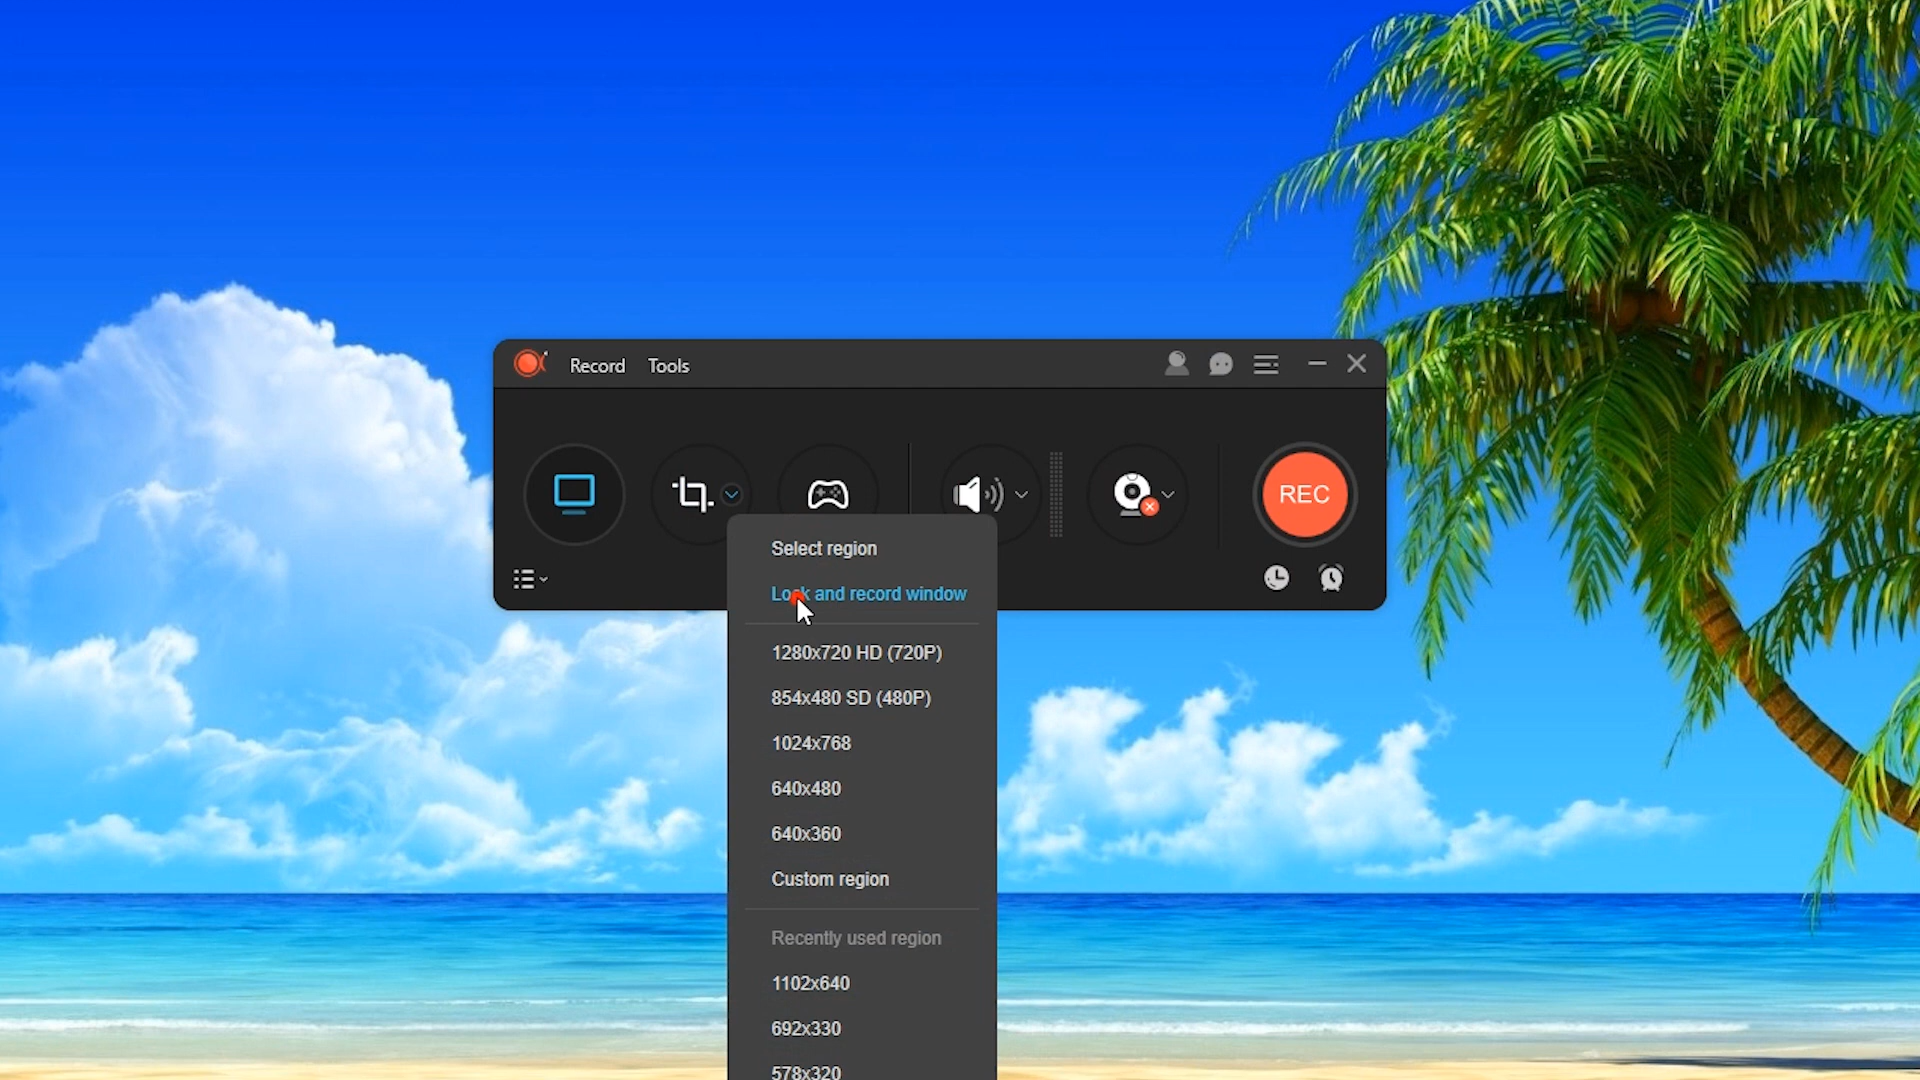 Record Tools
REC
Select region
Lock and record window
1280x720 HD (720P)
854x480 SD (480P)
1024x768
640x480
640x360
Custom region
Recently used region
1102x640
692x330
578x320